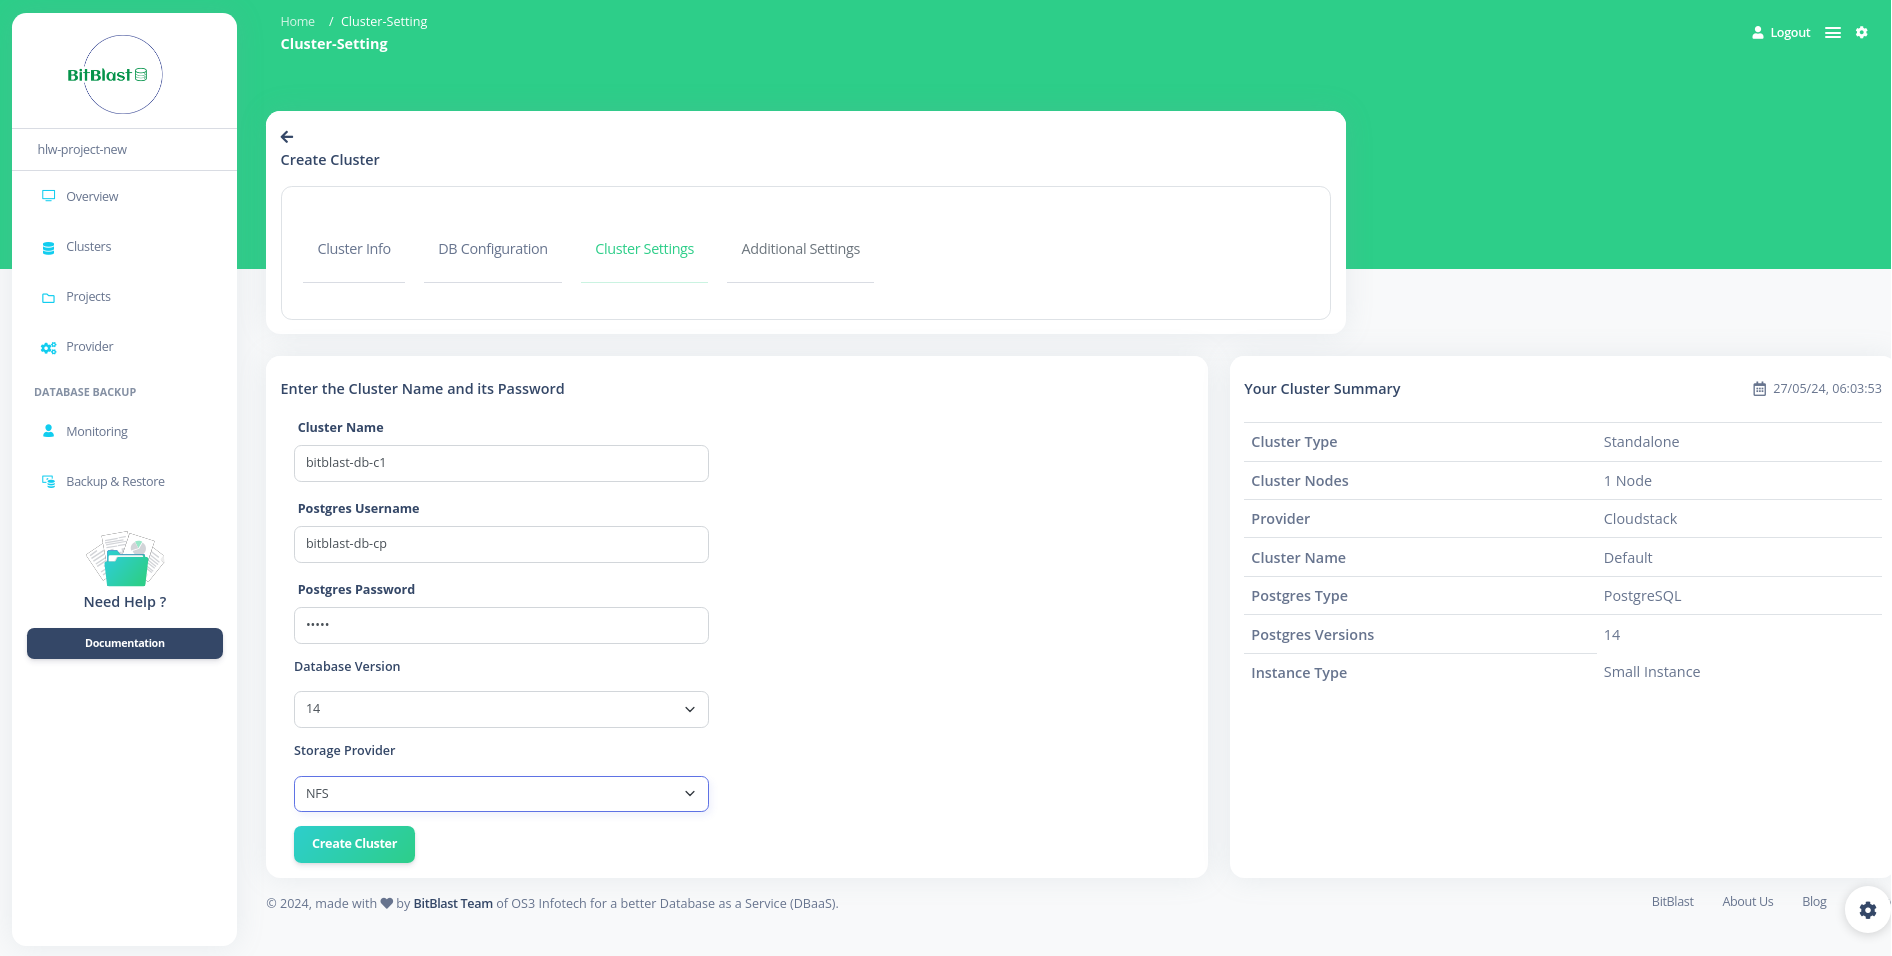 BitBlast
hlw-project-new
Overview
Clusters
Projects
Provider
DATABASE BACKUP
Monitoring
Backup & Restore
Need Help ?
Documentation
Home / Cluster-Setting
Cluster-Setting
Logout
Create Cluster
Cluster Info DB Configuration Cluster Settings Additional Settings
Enter the Cluster Name and its Password
Cluster Name
bitblast-db-c1
Postgres Username
bitblast-db-cp
Postgres Password
•••••
Database Version
14
Storage Provider
NFS
Create Cluster
Your Cluster Summary 27/05/24, 06:03:53
Cluster Type Standalone
Cluster Nodes 1 Node
Provider Cloudstack
Cluster Name Default
Postgres Type PostgreSQL
Postgres Versions 14
Instance Type Small Instance
© 2024, made with ♥ by BitBlast Team of OS3 Infotech for a better Database as a Service (DBaaS).
BitBlast About Us Blog